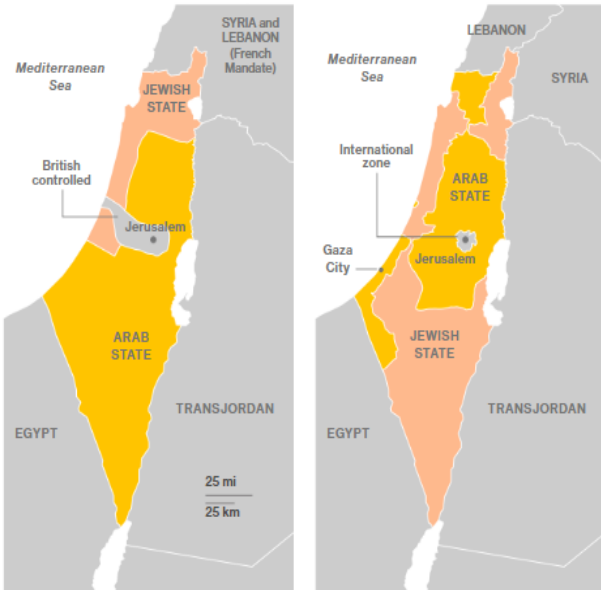 SYRIA and
LEBANON
(French
Mandate)
Mediterranean
Sea
JEWISH
STATE
British
controlled
Jerusalem
ARAB
STATE
TRANSJORDAN
EGYPT
25 mi
25 km
LEBANON
Mediterranean
Sea
SYRIA
International
zone
ARAB
STATE
Gaza
City
Jerusalem
JEWISH
STATE
TRANSJORDAN
EGYPT